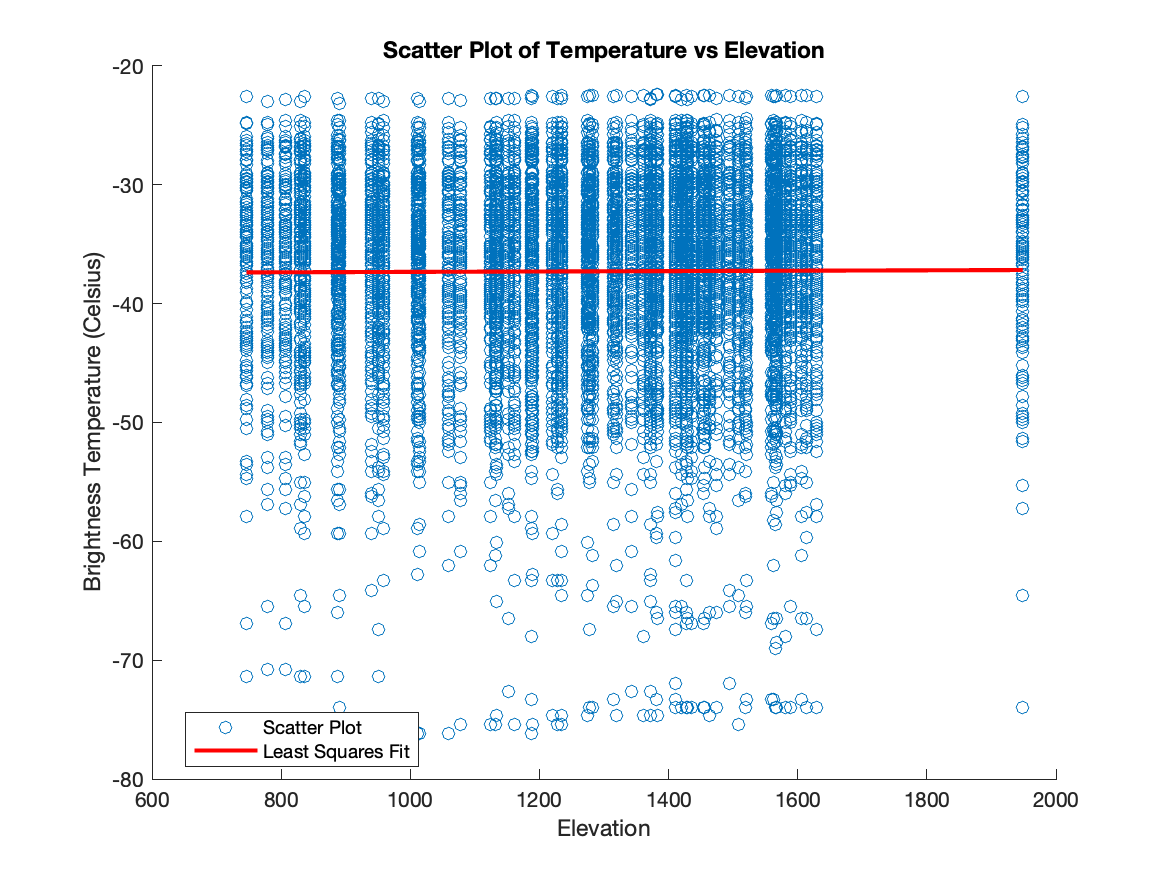 Scatter Plot of Temperature vs Elevation
-20
-30
-40
-50
-60
-70
-80
Brightness Temperature (Celsius)
Scatter Plot
Least Squares Fit
600 800 1000 1200 1400 1600 1800 2000
Elevation